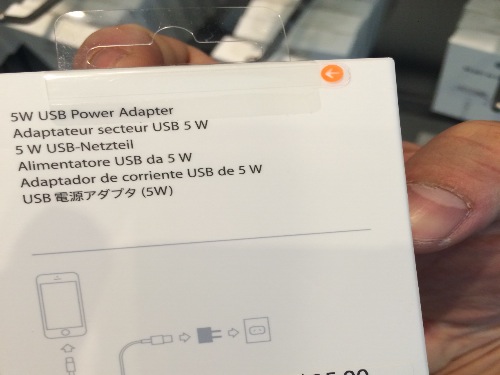 5W USB Power Adapter
Adaptateur secteur USB 5 W
5 W USB-Netzteil
Alimentatore USB da 5 W
Adaptador de corriente USB de 5 W
USB 電源アダプタ (5W)